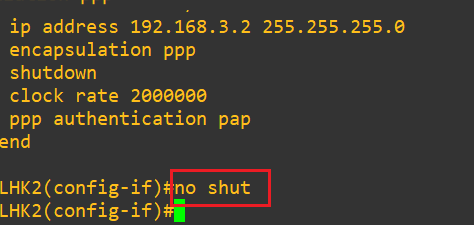 ip address 192.168.3.2 255.255.255.0
encapsulation ppp
shutdown
clock rate 2000000
ppp authentication pap
end
LHK2(config-if)#no shut
LHK2(config-if)#